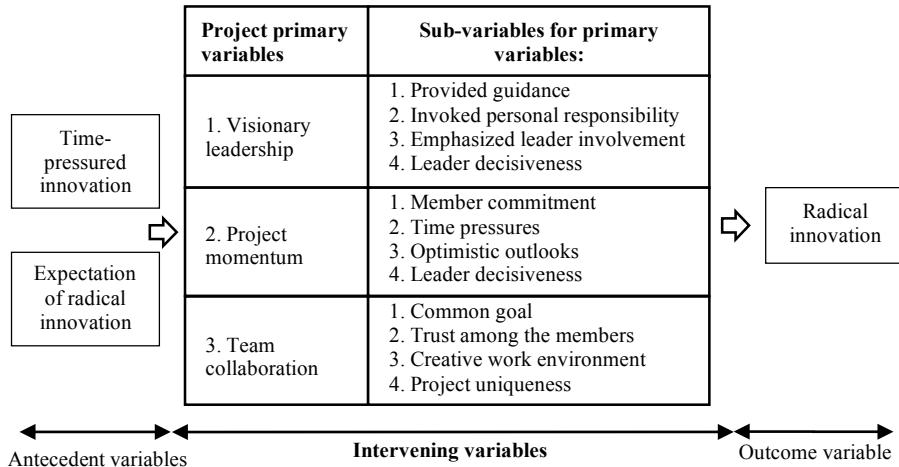 Project primary
variables
Sub-variables for primary
variables:
Time-
pressured
innovation
Expectation
of radical
innovation
1. Visionary
leadership
1. Provided guidance
2. Invoked personal responsibility
3. Emphasized leader involvement
4. Leader decisiveness
2. Project
momentum
1. Member commitment
2. Time pressures
3. Optimistic outlooks
4. Leader decisiveness
3. Team
collaboration
1. Common goal
2. Trust among the members
3. Creative work environment
4. Project uniqueness
Radical
innovation
Antecedent variables
Intervening variables
Outcome variable